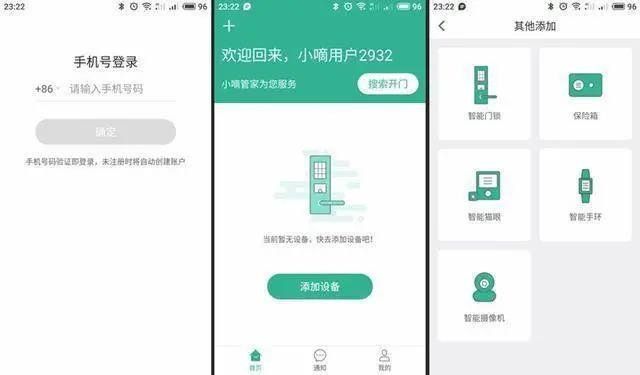 23:22
96
手机号登录
+86
请输入手机号码
确定
手机号码验证即登录，未注册时将自动创建账户
23:22
96
欢迎回来，小嘀用户2932
小嘀管家为您服务
搜索开门
当前暂无设备，快去添加设备吧！
添加设备
首页
通知
我的
23:22
96
其他添加
智能门锁
保险箱
智能猫眼
智能手环
智能摄像机